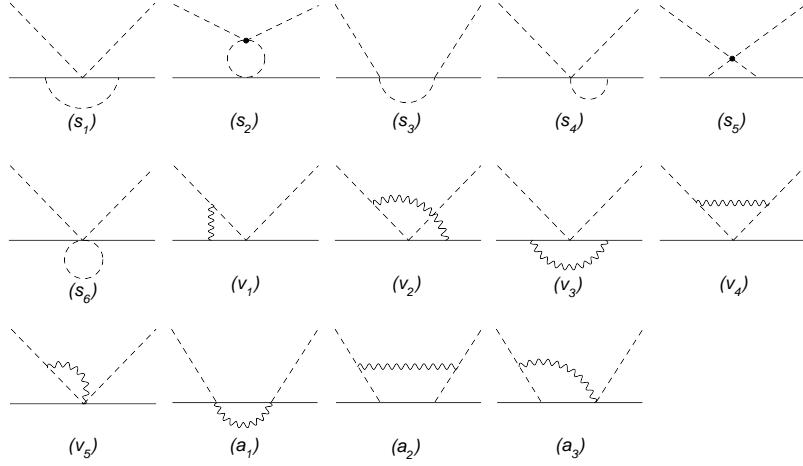 (s₁) (s₂) (s₃) (s₄) (s₅)
(s₆) (v₁) (v₂) (v₃) (v₄)
(v₅) (a₁) (a₂) (a₃)